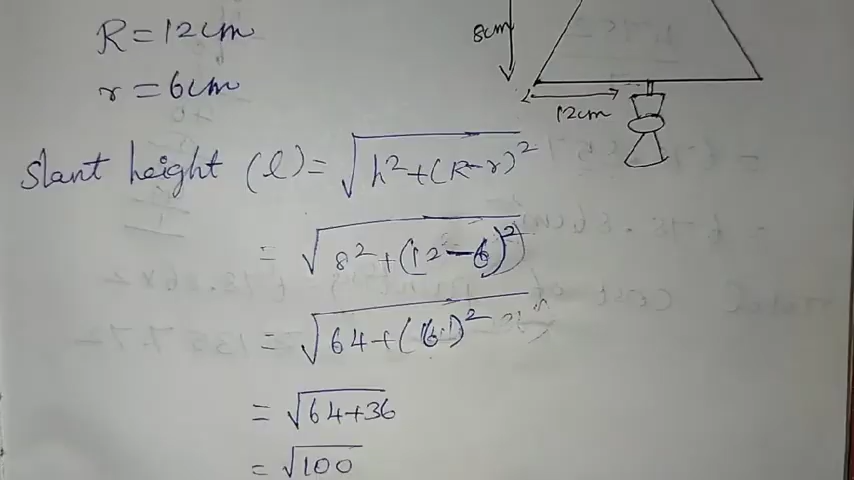 R = 12cm
8cm
r = 6cm
12cm
Slant height (l) = √h² + (R-r)²
= √8² + (12-6)²
= √64 + (6)²
= √64+36
= √100